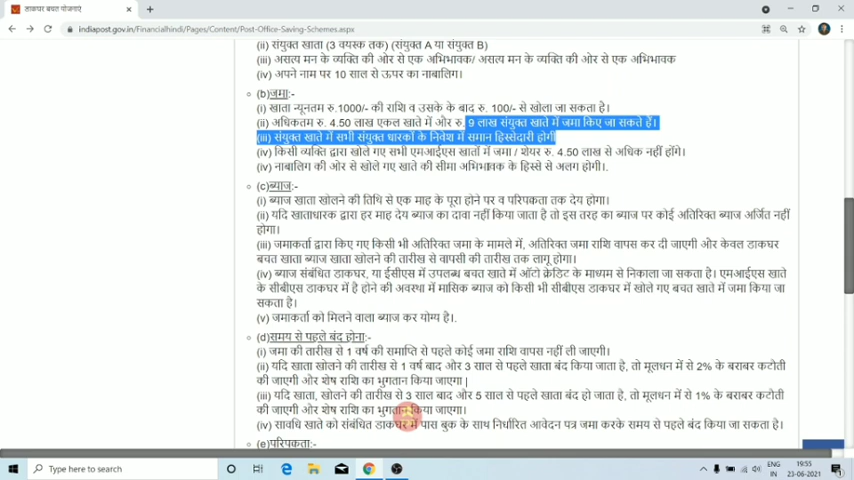 डाकघर बचत योजनाएं
indiapost.gov.in/Financialhindi/Pages/Content/Post-Office-Saving-Schemes.aspx
(ii) संयुक्त खाता (3 वयस्क तक) (संयुक्त A या संयुक्त B)
(iii) असत्य मन के व्यक्ति की ओर से एक अभिभावक/ असत्य मन के व्यक्ति की ओर से एक अभिभावक
(iv) अपने नाम पर 10 साल से ऊपर का नाबालिग।
(b)जमा:-
(i) खाता न्यूनतम रु.1000/- की राशि व उसके के बाद रु. 100/- से खोला जा सकता है।
(ii) अधिकतम रु. 4.50 लाख एकल खाते में और रु. 9 लाख संयुक्त खाते में जमा किए जा सकते हैं।
(iii) संयुक्त खाते में सभी संयुक्त धारकों के निवेश में समान हिस्सेदारी होगी
(iv) किसी व्यक्ति द्वारा खोले गए सभी एमआईएस खातों में जमा / शेयर रु. 4.50 लाख से अधिक नहीं होंगे।
(iv) नाबालिग की ओर से खोले गए खाते की सीमा अभिभावक के हिस्से से अलग होगी।.
(c)ब्याज:-
(i) ब्याज खाता खोलने की तिथि से एक माह के पूरा होने पर व परिपकता तक देय होगा।
(ii) यदि खाताधारक द्वारा हर माह देय ब्याज का दावा नहीं किया जाता है तो इस तरह का ब्याज पर कोई अतिरिक्त ब्याज अर्जित नहीं
होगा।
(iii) जमाकर्ता द्वारा किए गए किसी भी अतिरिक्त जमा के मामले में, अतिरिक्त जमा राशि वापस कर दी जाएगी और केवल डाकघर
बचत खाता ब्याज खाता खोलने की तारीख से वापसी की तारीख तक लागू होगा।
(iv) ब्याज संबंधित डाकघर, या ईसीएस में उपलब्ध बचत खाते में ऑटो क्रेडिट के माध्यम से निकाला जा सकता है। एमआईएस खाते
के सीबीएस डाकघर में है होने की अवस्था में मासिक ब्याज को किसी भी सीबीएस डाकघर में खोले गए बचत खाते में जमा किया जा
सकता है।
(v) जमाकर्ता को मिलने वाला ब्याज कर योग्य है।.
(d)समय से पहले बंद होना:-
(i) जमा की तारीख से 1 वर्ष की समाप्ति से पहले कोई जमा राशि वापस नहीं ली जाएगी।
(ii) यदि खाता खोलने की तारीख से 1 वर्ष बाद और 3 साल से पहले खाता बंद किया जाता है, तो मूलधन में से 2% के बराबर कटौती
की जाएगी और शेष राशि का भुगतान किया जाएगा
(iii) यदि खाता, खोलने की तारीख से 3 साल बाद और 5 साल से पहले खाता बंद हो जाता है, तो मूलधन में से 1% के बराबर कटौती
की जाएगी और शेष राशि का भुगतान किया जाएगा।
(iv) सावधि खाते को संबंधित डाकघर में पास बुक के साथ निर्धारित आवेदन पत्र जमा करके समय से पहले बंद किया जा सकता है।
(e)परिपकता:-
Type here to search
ENG 19:55
IN 23-06-2021